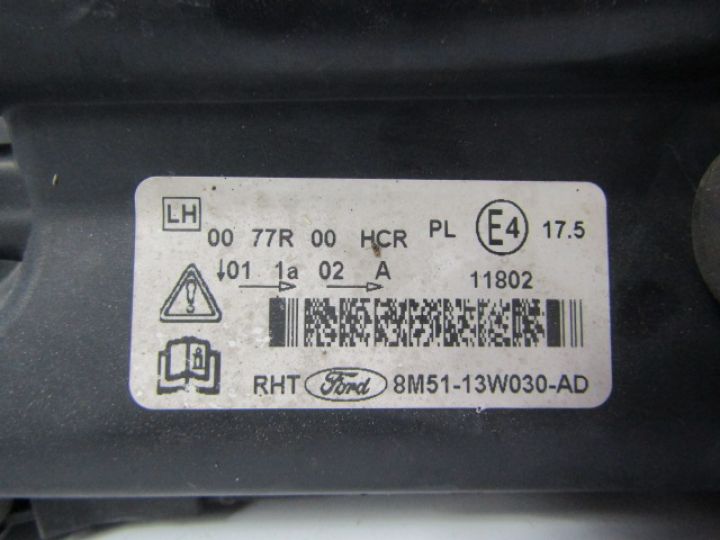 LH
00 77R 00 HCR PL E4 17.5
↓01 1a 02 A 11802
RHT Ford 8M51-13W030-AD